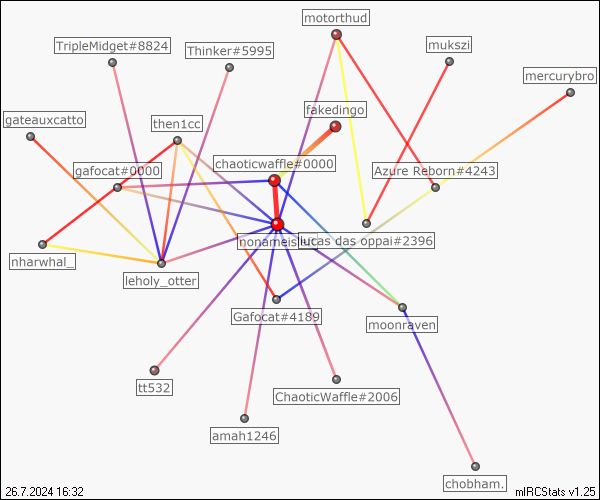 motorthud
TripleMidget#8824
Thinker#5995
mukszi
mercurybro
gateauxcatto
then1cc
fakedingo
gafocat#0000
chaoticwaffle#0000
Azure Reborn#4243
nharwhal_
nonameisl
lucas das oppai#2396
leholy_otter
Gafocat#4189
moonraven
tt532
ChaoticWaffle#2006
amah1246
chobham.
26.7.2024 16:32
mIRCStats v1.25